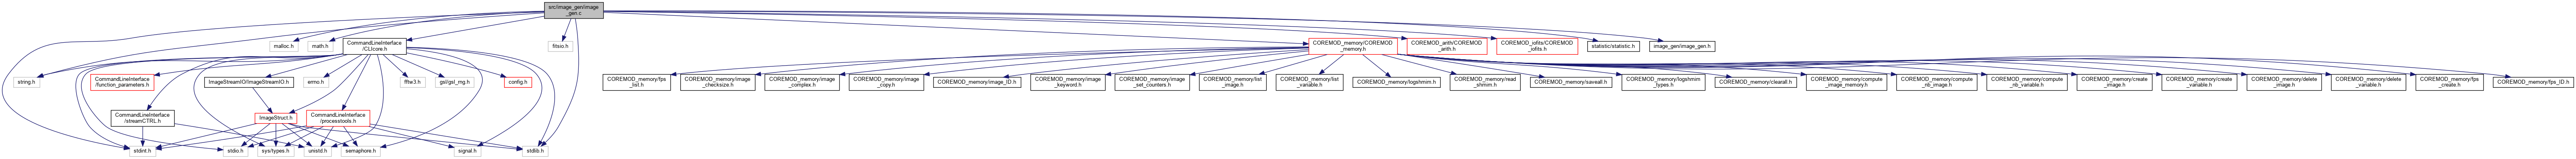 src/image_gen/image
_gen.c
malloc.h
math.h
CommandLineInterface
/CLIcore.h
fitsio.h
COREMOD_memory/COREMOD
_memory.h
COREMOD_arith/COREMOD
_arith.h
COREMOD_iofits/COREMOD
_iofits.h
statistic/statistic.h
image_gen/image_gen.h
string.h
CommandLineInterface
/function_parameters.h
ImageStreamIO/ImageStreamIO.h
errno.h
fftw3.h
gsl/gsl_rng.h
config.h
COREMOD_memory/fps
_list.h
COREMOD_memory/image
_checksize.h
COREMOD_memory/image
_complex.h
COREMOD_memory/image
_copy.h
COREMOD_memory/image_ID.h
COREMOD_memory/image
_keyword.h
COREMOD_memory/image
_set_counters.h
COREMOD_memory/list
_image.h
COREMOD_memory/list
_variable.h
COREMOD_memory/logshmim.h
COREMOD_memory/read
_shmim.h
COREMOD_memory/saveall.h
COREMOD_memory/logshmim
_types.h
COREMOD_memory/clearall.h
COREMOD_memory/compute
_image_memory.h
COREMOD_memory/compute
_nb_image.h
COREMOD_memory/compute
_nb_variable.h
COREMOD_memory/create
_image.h
COREMOD_memory/create
_variable.h
COREMOD_memory/delete
_image.h
COREMOD_memory/delete
_variable.h
COREMOD_memory/fps
_create.h
COREMOD_memory/fps_ID.h
CommandLineInterface
/streamCTRL.h
ImageStruct.h
CommandLineInterface
/processtools.h
stdint.h
stdio.h
sys/types.h
unistd.h
semaphore.h
signal.h
stdlib.h